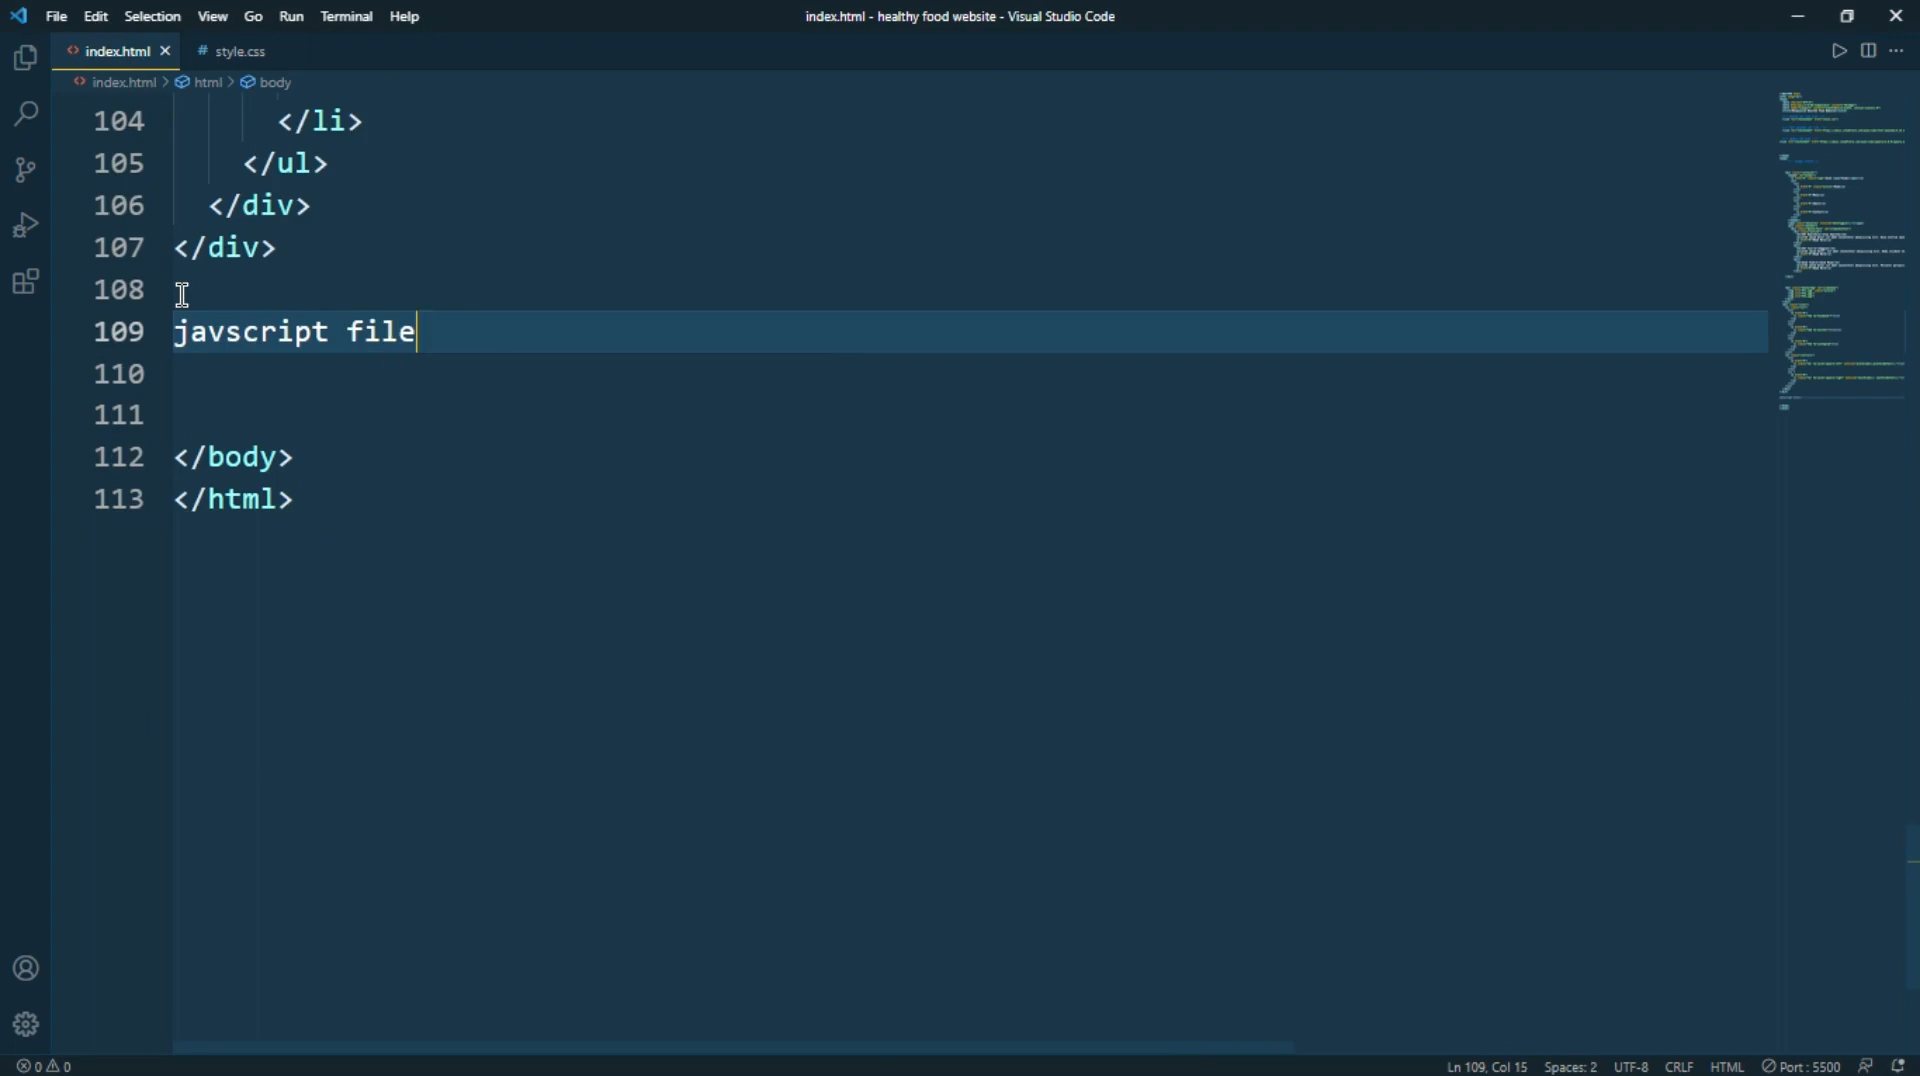 File Edit Selection View Go Run Terminal Help
index.html - healthy food website - Visual Studio Code
index.html
# style.css
index.html > html > body
104 </li>
105 </ul>
106 </div>
107 </div>
108
109 javscript file
110
111
112 </body>
113 </html>
0 0
Ln 109, Col 15 Spaces: 2 UTF-8 CRLF HTML Port : 5500